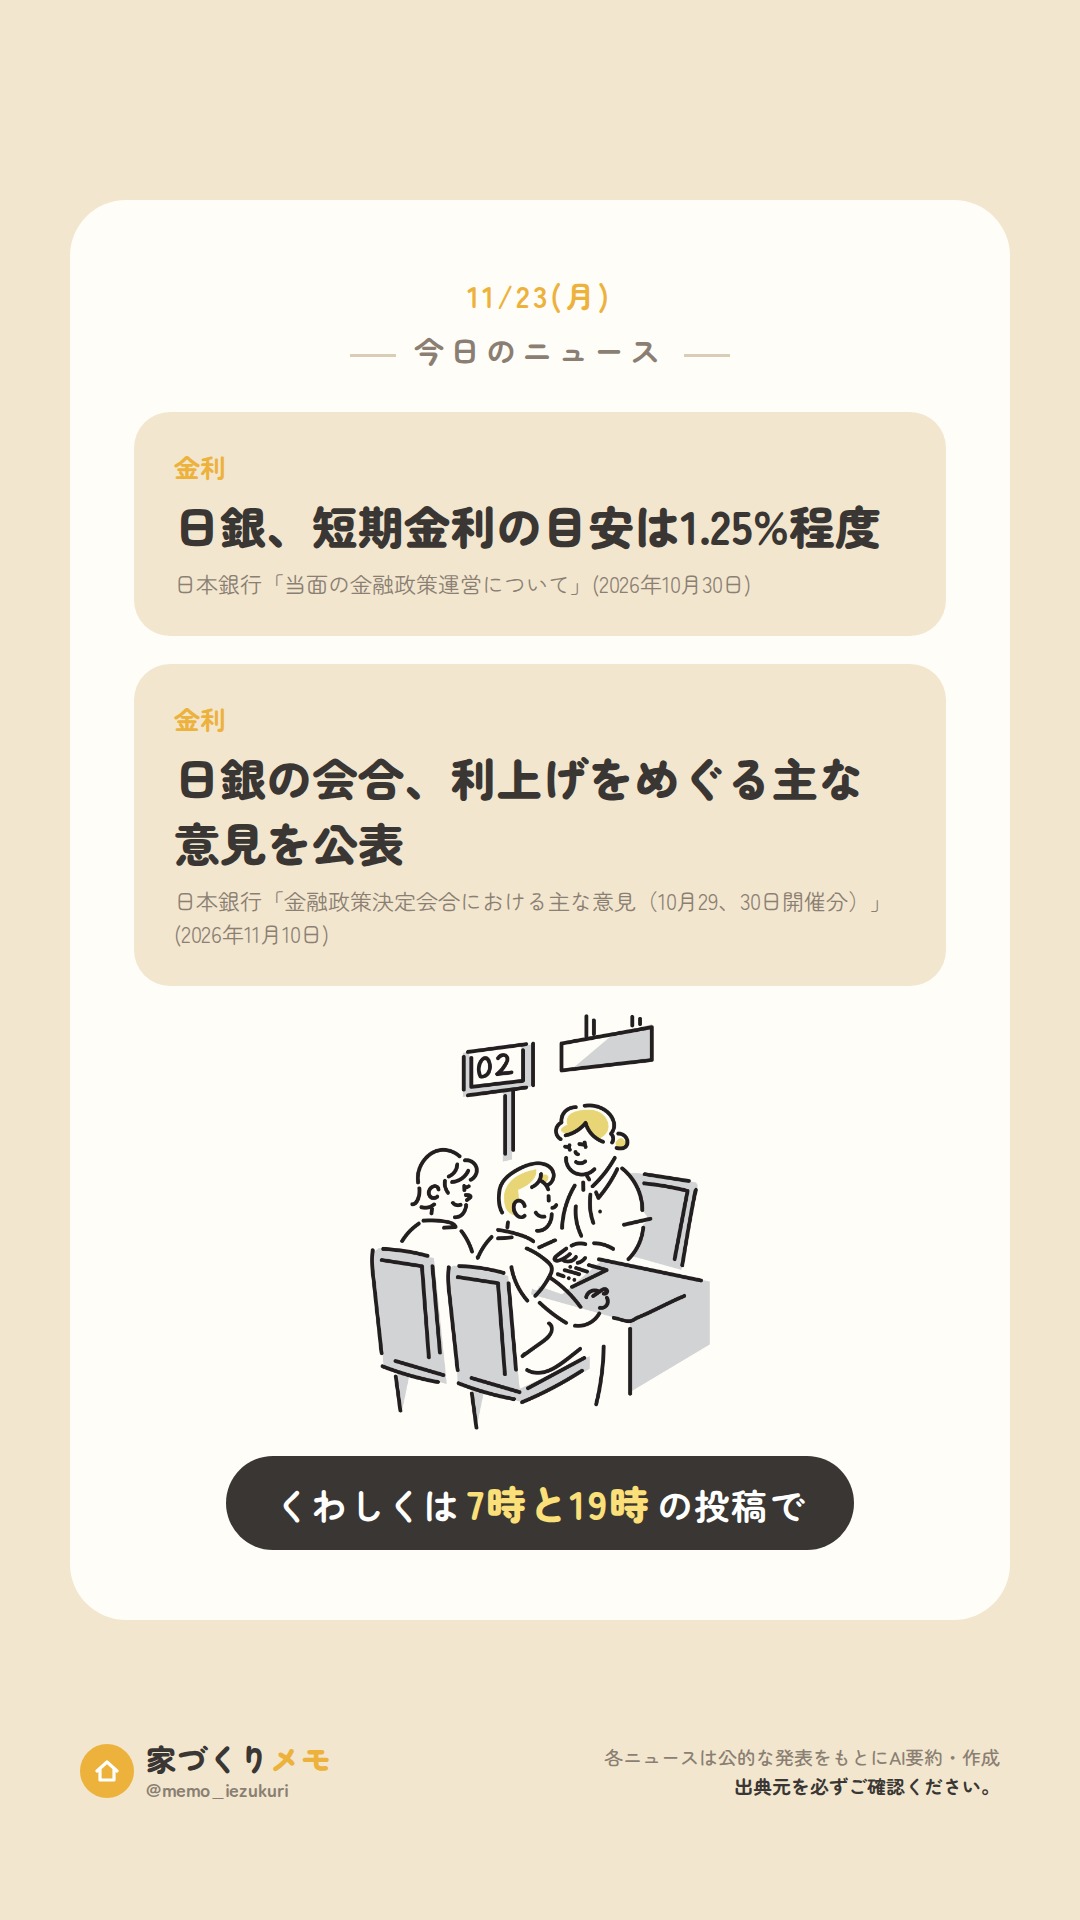 11/23(月)
今日のニュース
金利
日銀、短期金利の目安は1.25%程度
日本銀行「当面の金融政策運営について」(2026年10月30日)
金利
日銀の会合、利上げをめぐる主な
意見を公表
日本銀行「金融政策決定会合における主な意見（10月29、30日開催分）」
(2026年11月10日)
02
くわしくは 7時と19時 の投稿で
家づくりメモ
@memo_iezukuri
各ニュースは公的な発表をもとにAI要約・作成
出典元を必ずご確認ください。